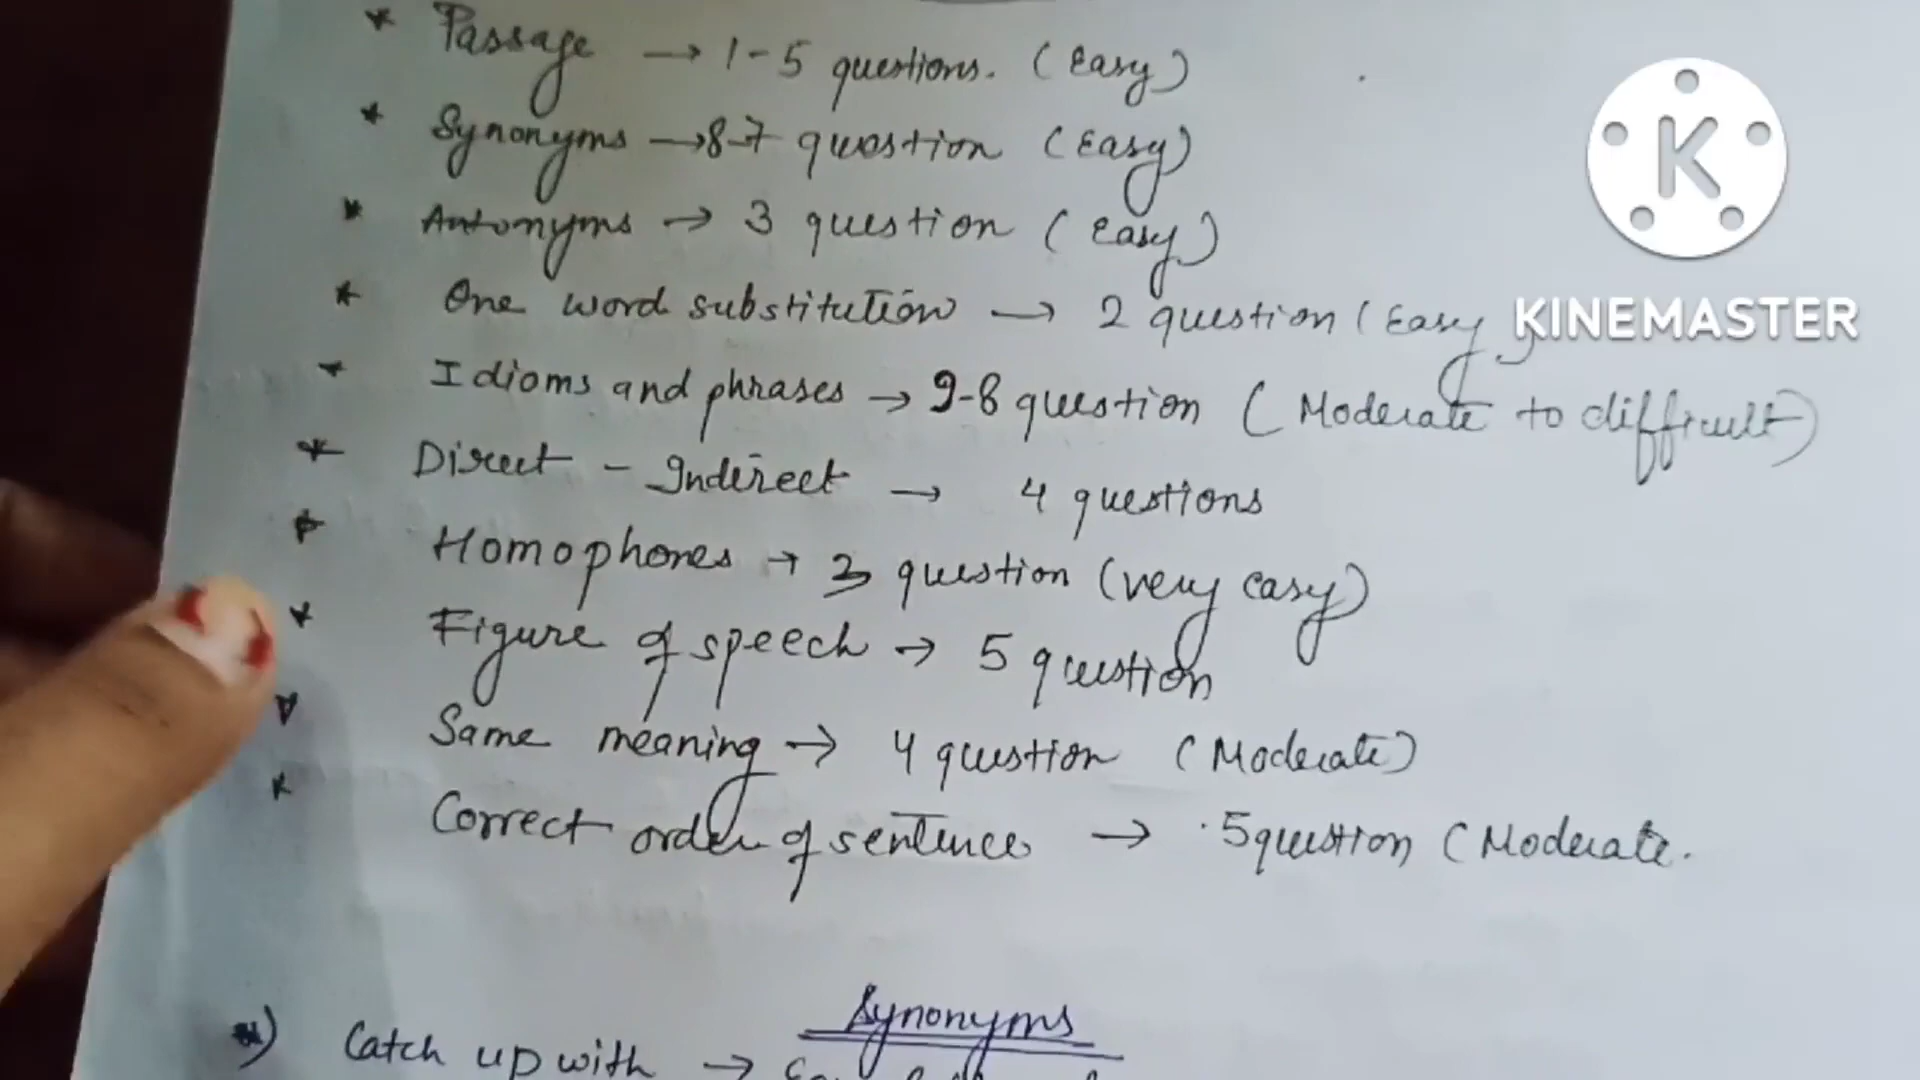 * Passage → 1-5 questions. (Easy)
* Synonyms → 8-7 question (Easy)
* Antonyms → 3 question (Easy)
* One word substitution → 2 question (Easy
KINEMASTER
* Idioms and phrases → 9-8 question (Moderate to difficult)
* Direct - Indirect → 4 questions
* Homophones → 3 question (very easy)
* Figure of speech → 5 question
* Same meaning → 4 question (Moderate)
* Correct order of sentence → 5 question (Moderate.
Synonyms
*) Catch up with →